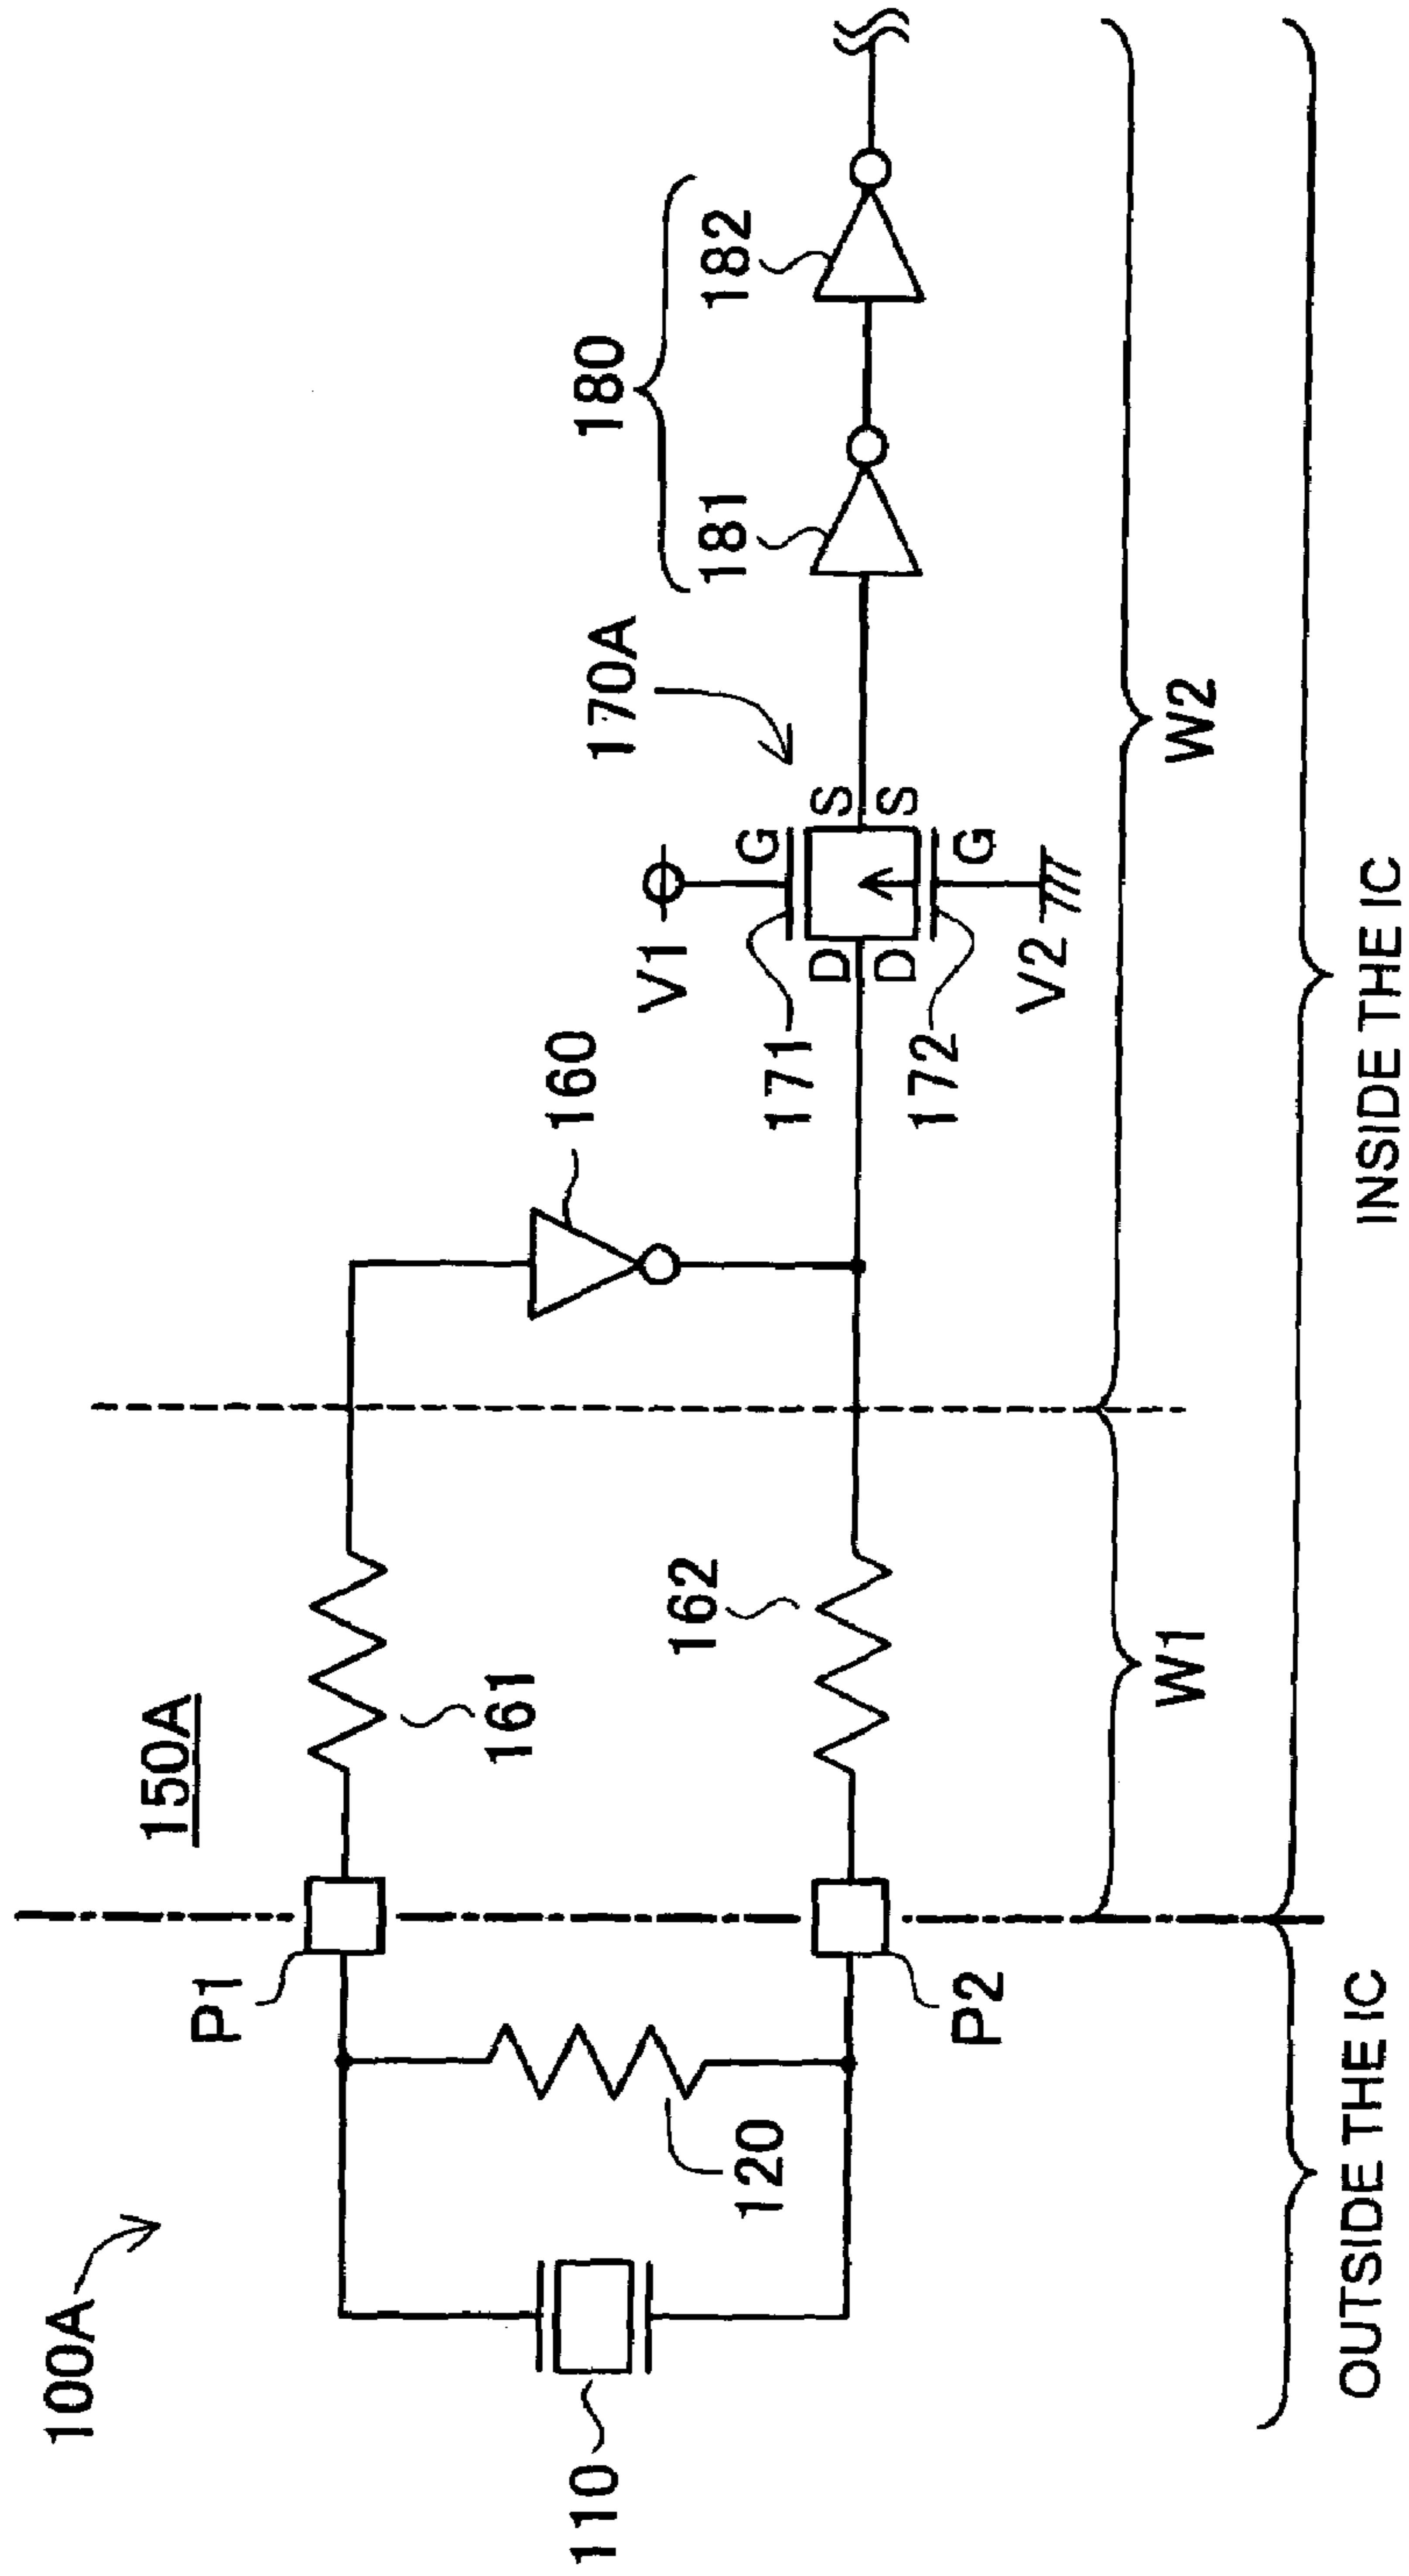 100A
150A
P1
161
160
180
110
120
162
170A
181
182
V1
G
171
D
S
D
S
172
G
V2
P2
W1
W2
OUTSIDE THE IC
INSIDE THE IC